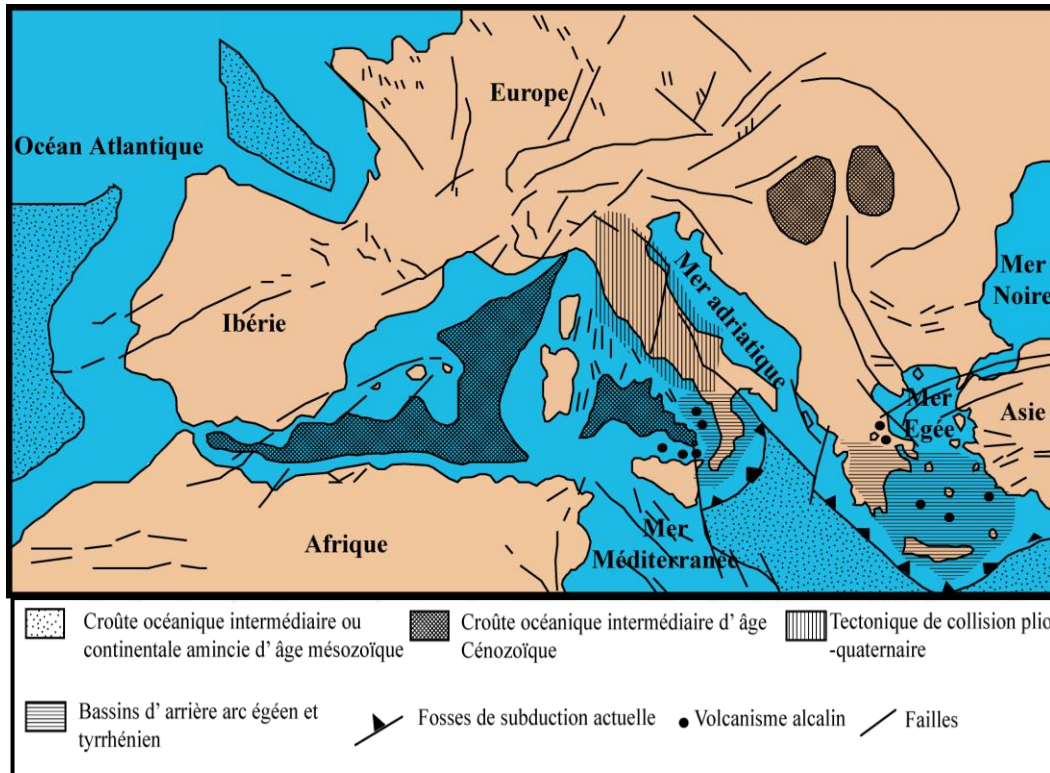 Europe
Océan Atlantique
Ibérie
Mer adriatique
Mer
Noire
Mer
Egée
Asie
Afrique
Mer
Méditerranée
Croûte océanique intermédiaire ou
continentale amincie d' âge mésozoïque
Croûte océanique intermédiaire d' âge
Cénozoïque
Tectonique de collision plio
-quaternaire
Bassins d' arrière arc égéen et
tyrrhénien
Fosses de subduction actuelle
Volcanisme alcalin
Failles